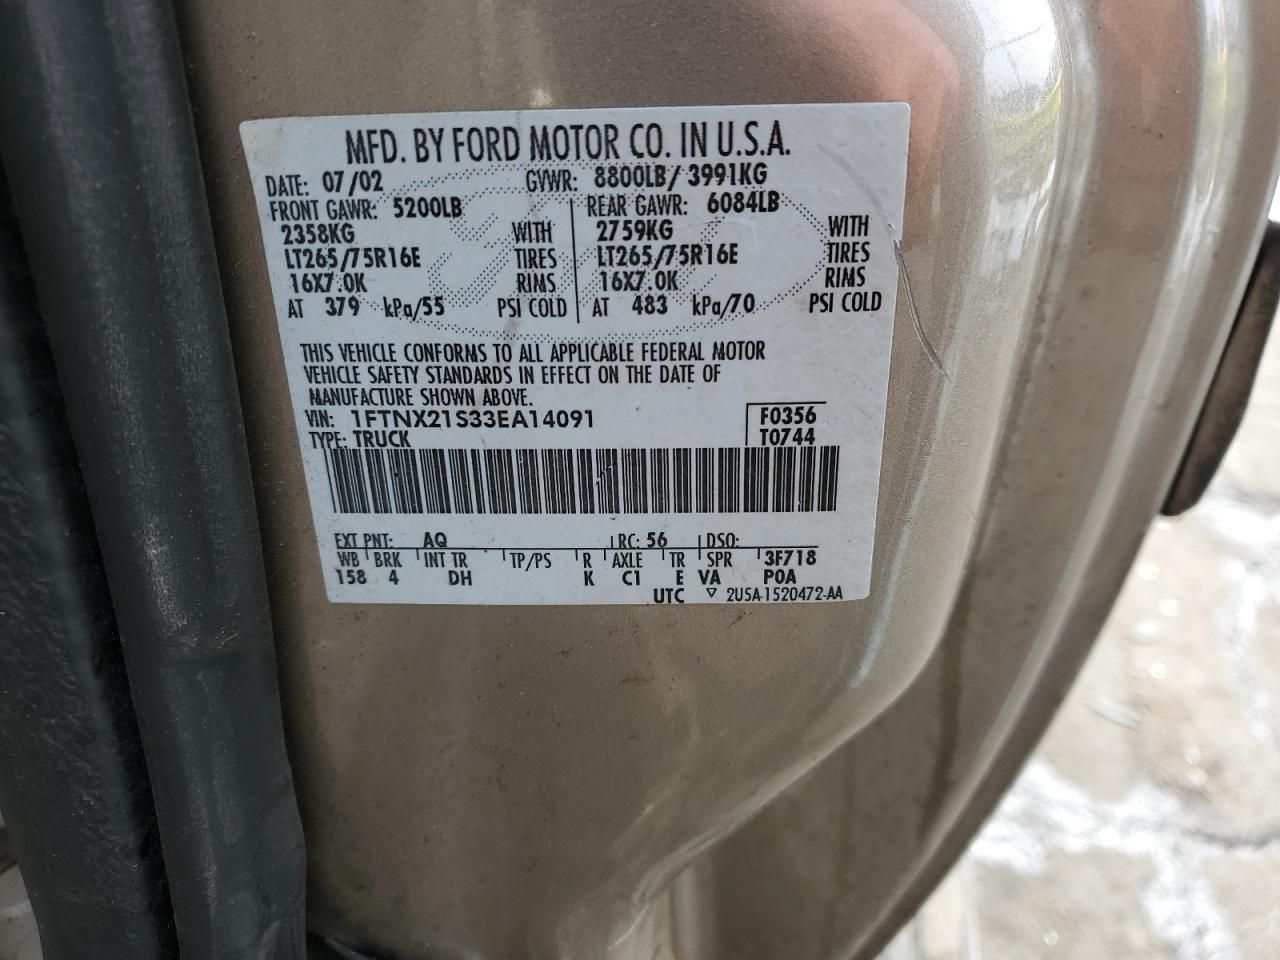 MFD. BY FORD MOTOR CO. IN U.S.A.
DATE: 07/02 GVWR: 8800LB/ 3991KG
FRONT GAWR: 5200LB REAR GAWR: 6084LB
2358KG WITH 2759KG WITH
LT265/75R16E TIRES LT265/75R16E TIRES
16X7.0K RIMS 16X7.0K RIMS
AT 379 kPa/55 PSI COLD AT 483 kPa/70 PSI COLD
THIS VEHICLE CONFORMS TO ALL APPLICABLE FEDERAL MOTOR
VEHICLE SAFETY STANDARDS IN EFFECT ON THE DATE OF
MANUFACTURE SHOWN ABOVE.
VIN: 1FTNX21S33EA14091 F0356
TYPE: TRUCK T0744
EXT PNT: AQ RC: 56 DSO:
WB BRK INT TR TP/PS R AXLE TR SPR 3F718
158 4 DH K C1 E VA P0A
UTC ▽ 2U5A-1520472-AA